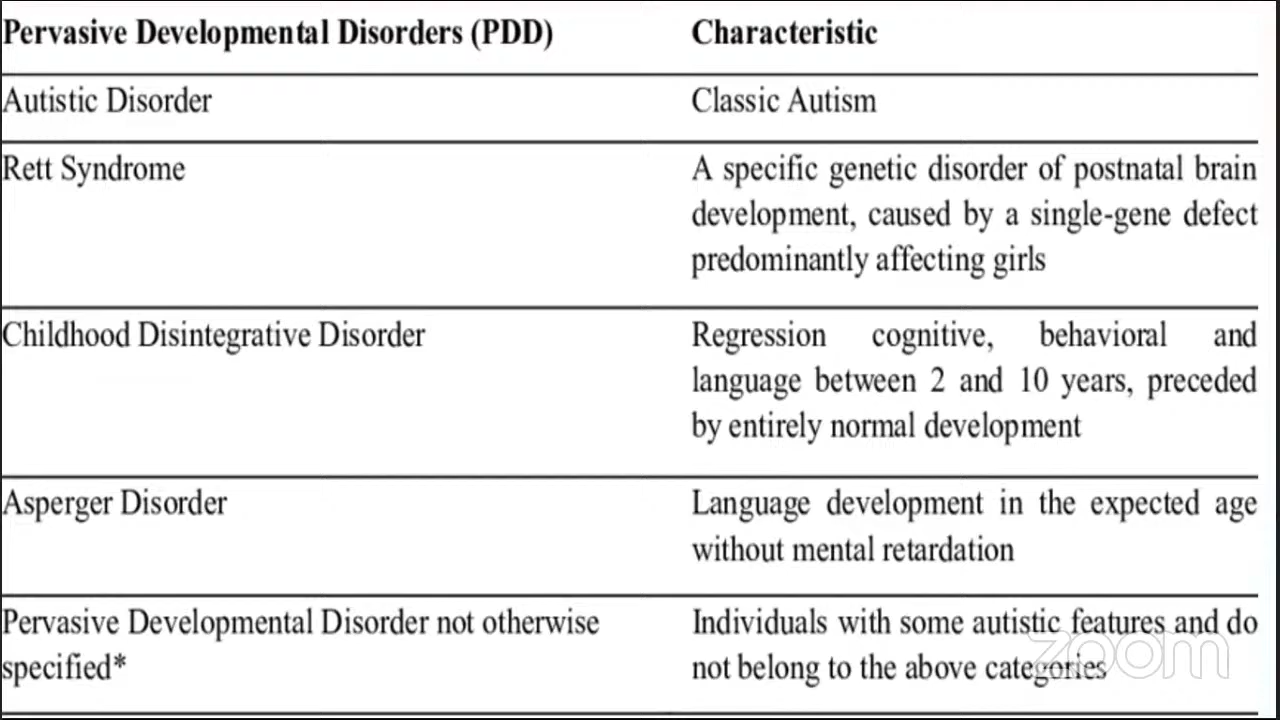 Pervasive Developmental Disorders (PDD) Characteristic
Autistic Disorder Classic Autism
Rett Syndrome A specific genetic disorder of postnatal brain
development, caused by a single-gene defect
predominantly affecting girls
Childhood Disintegrative Disorder Regression cognitive, behavioral and
language between 2 and 10 years, preceded
by entirely normal development
Asperger Disorder Language development in the expected age
without mental retardation
Pervasive Developmental Disorder not otherwise Individuals with some autistic features and do
specified* not belong to the above categories
zoom